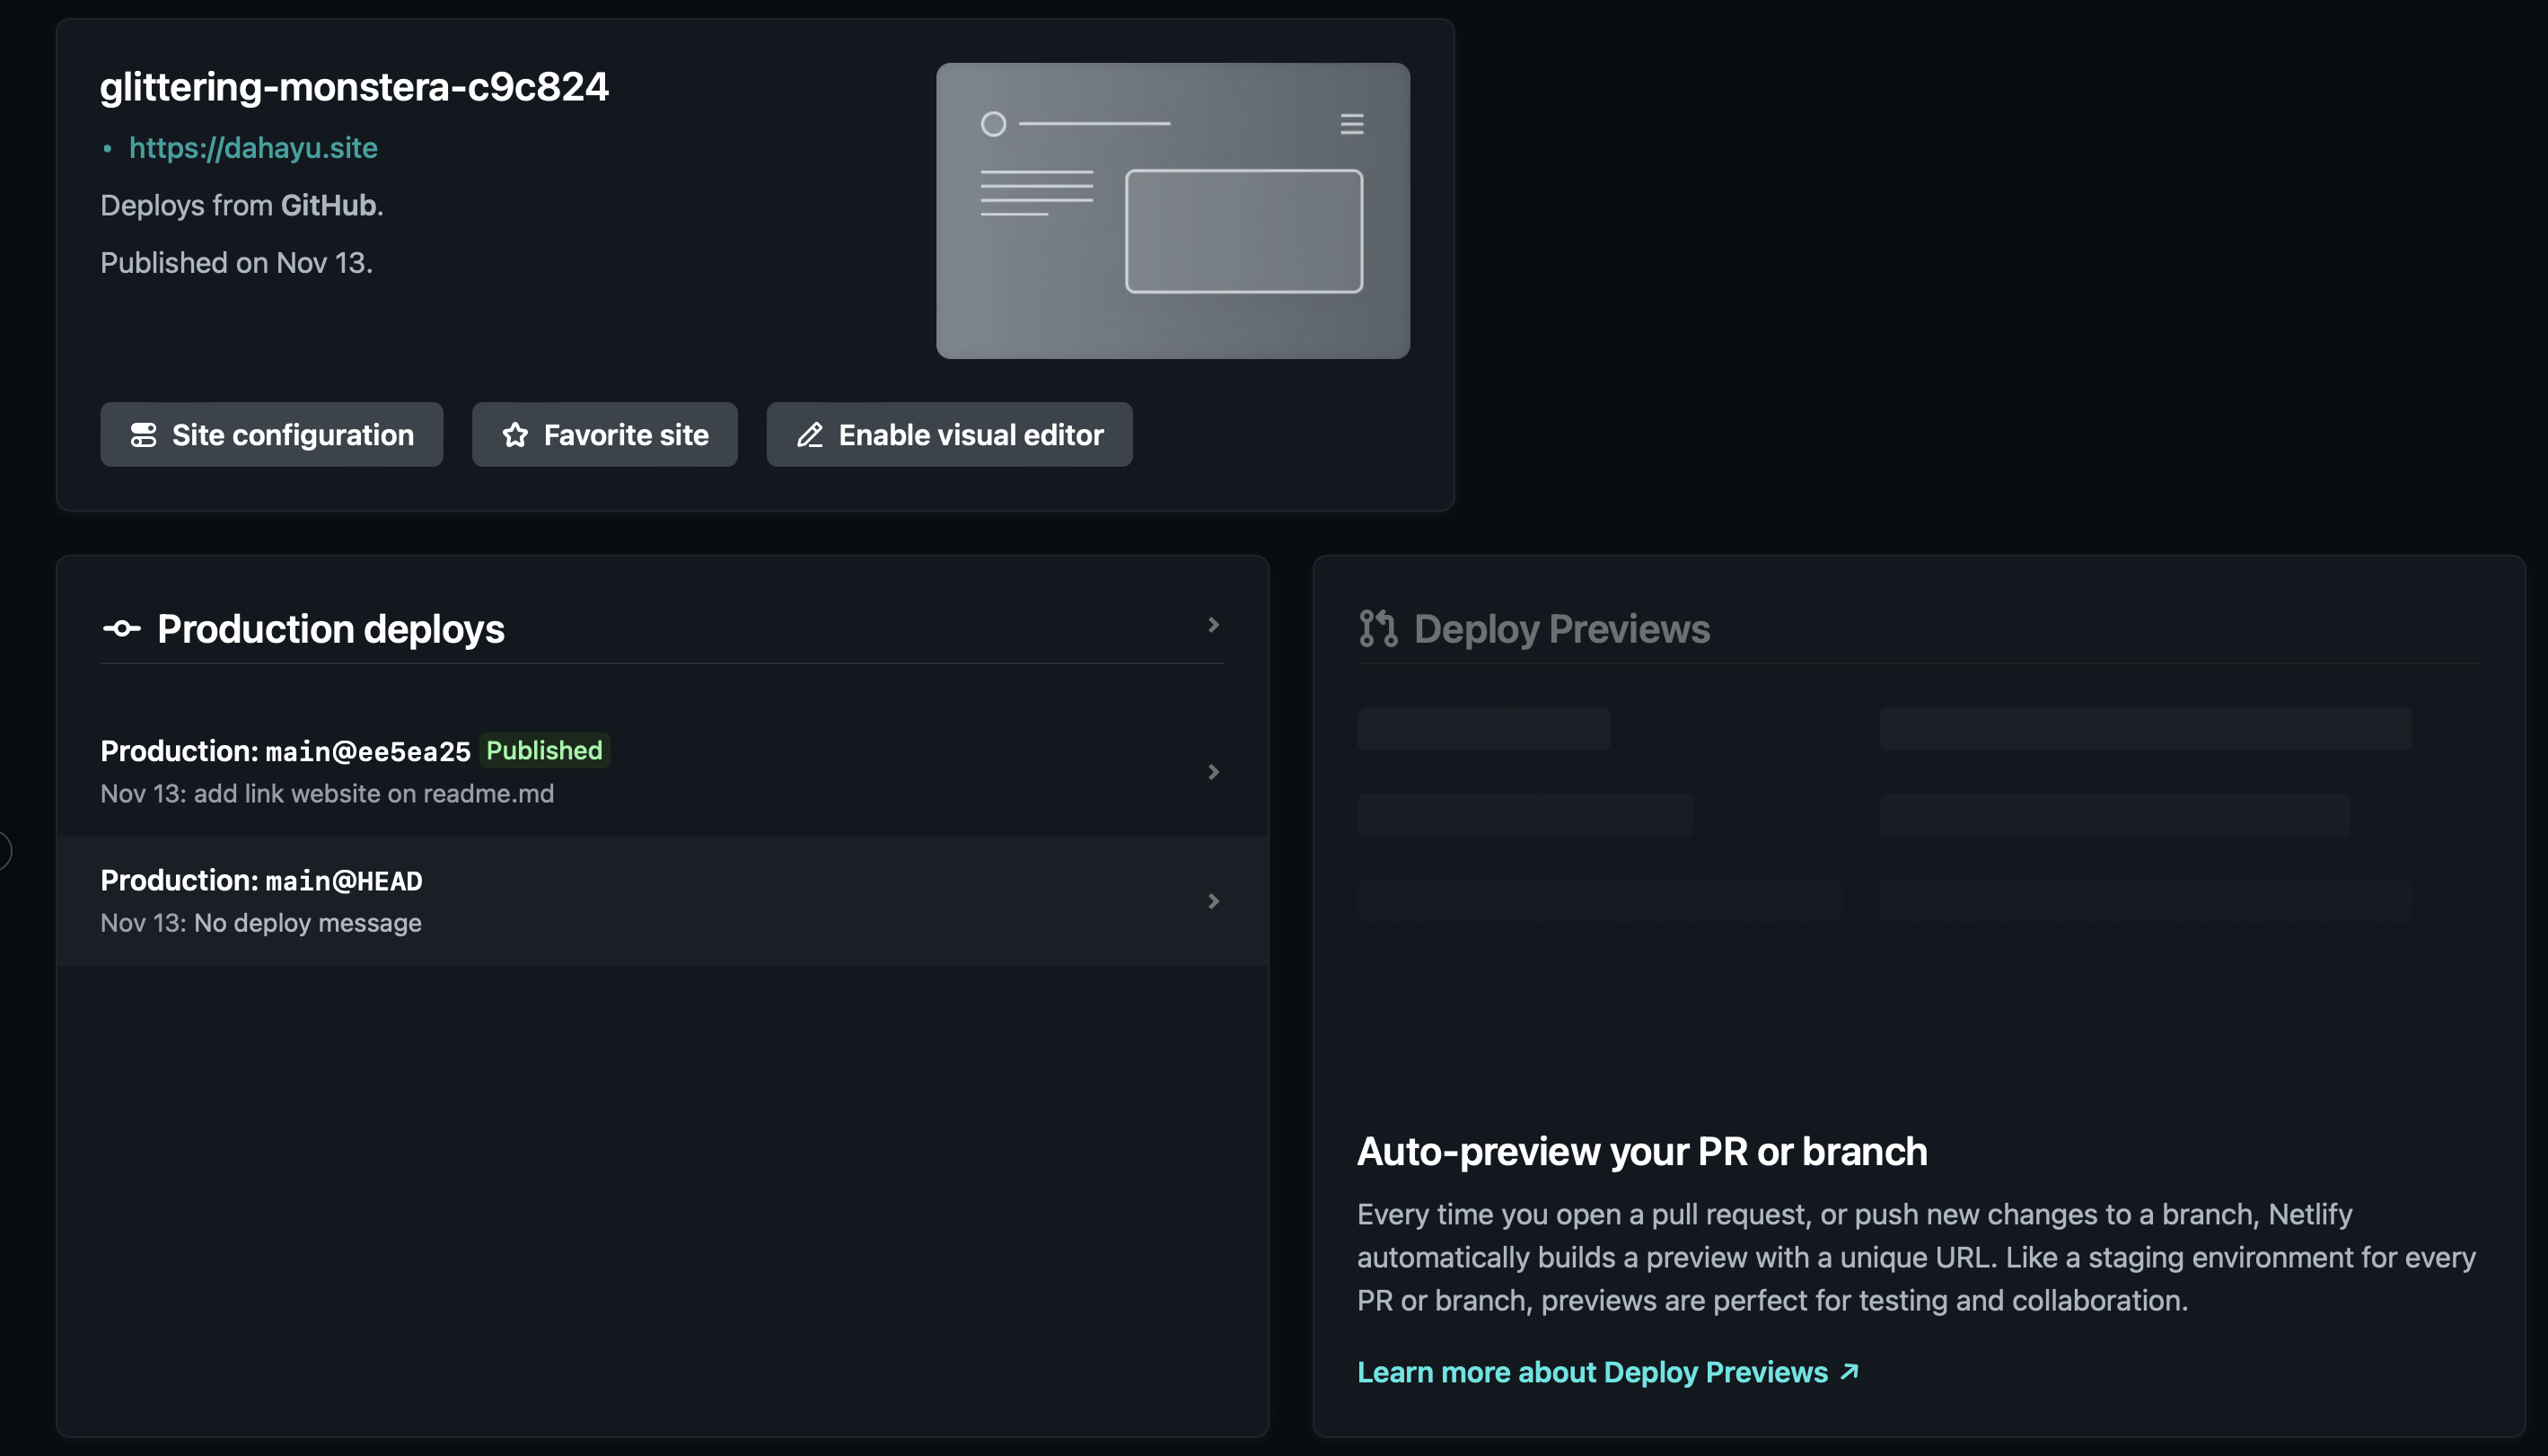 glittering-monstera-c9c824
• https://dahayu.site
Deploys from GitHub.
Published on Nov 13.
Site configuration
Favorite site
Enable visual editor
Production deploys
Production: main@ee5ea25 Published
Nov 13: add link website on readme.md
Production: main@HEAD
Nov 13: No deploy message
Deploy Previews
Auto-preview your PR or branch
Every time you open a pull request, or push new changes to a branch, Netlify
automatically builds a preview with a unique URL. Like a staging environment for every
PR or branch, previews are perfect for testing and collaboration.
Learn more about Deploy Previews ↗